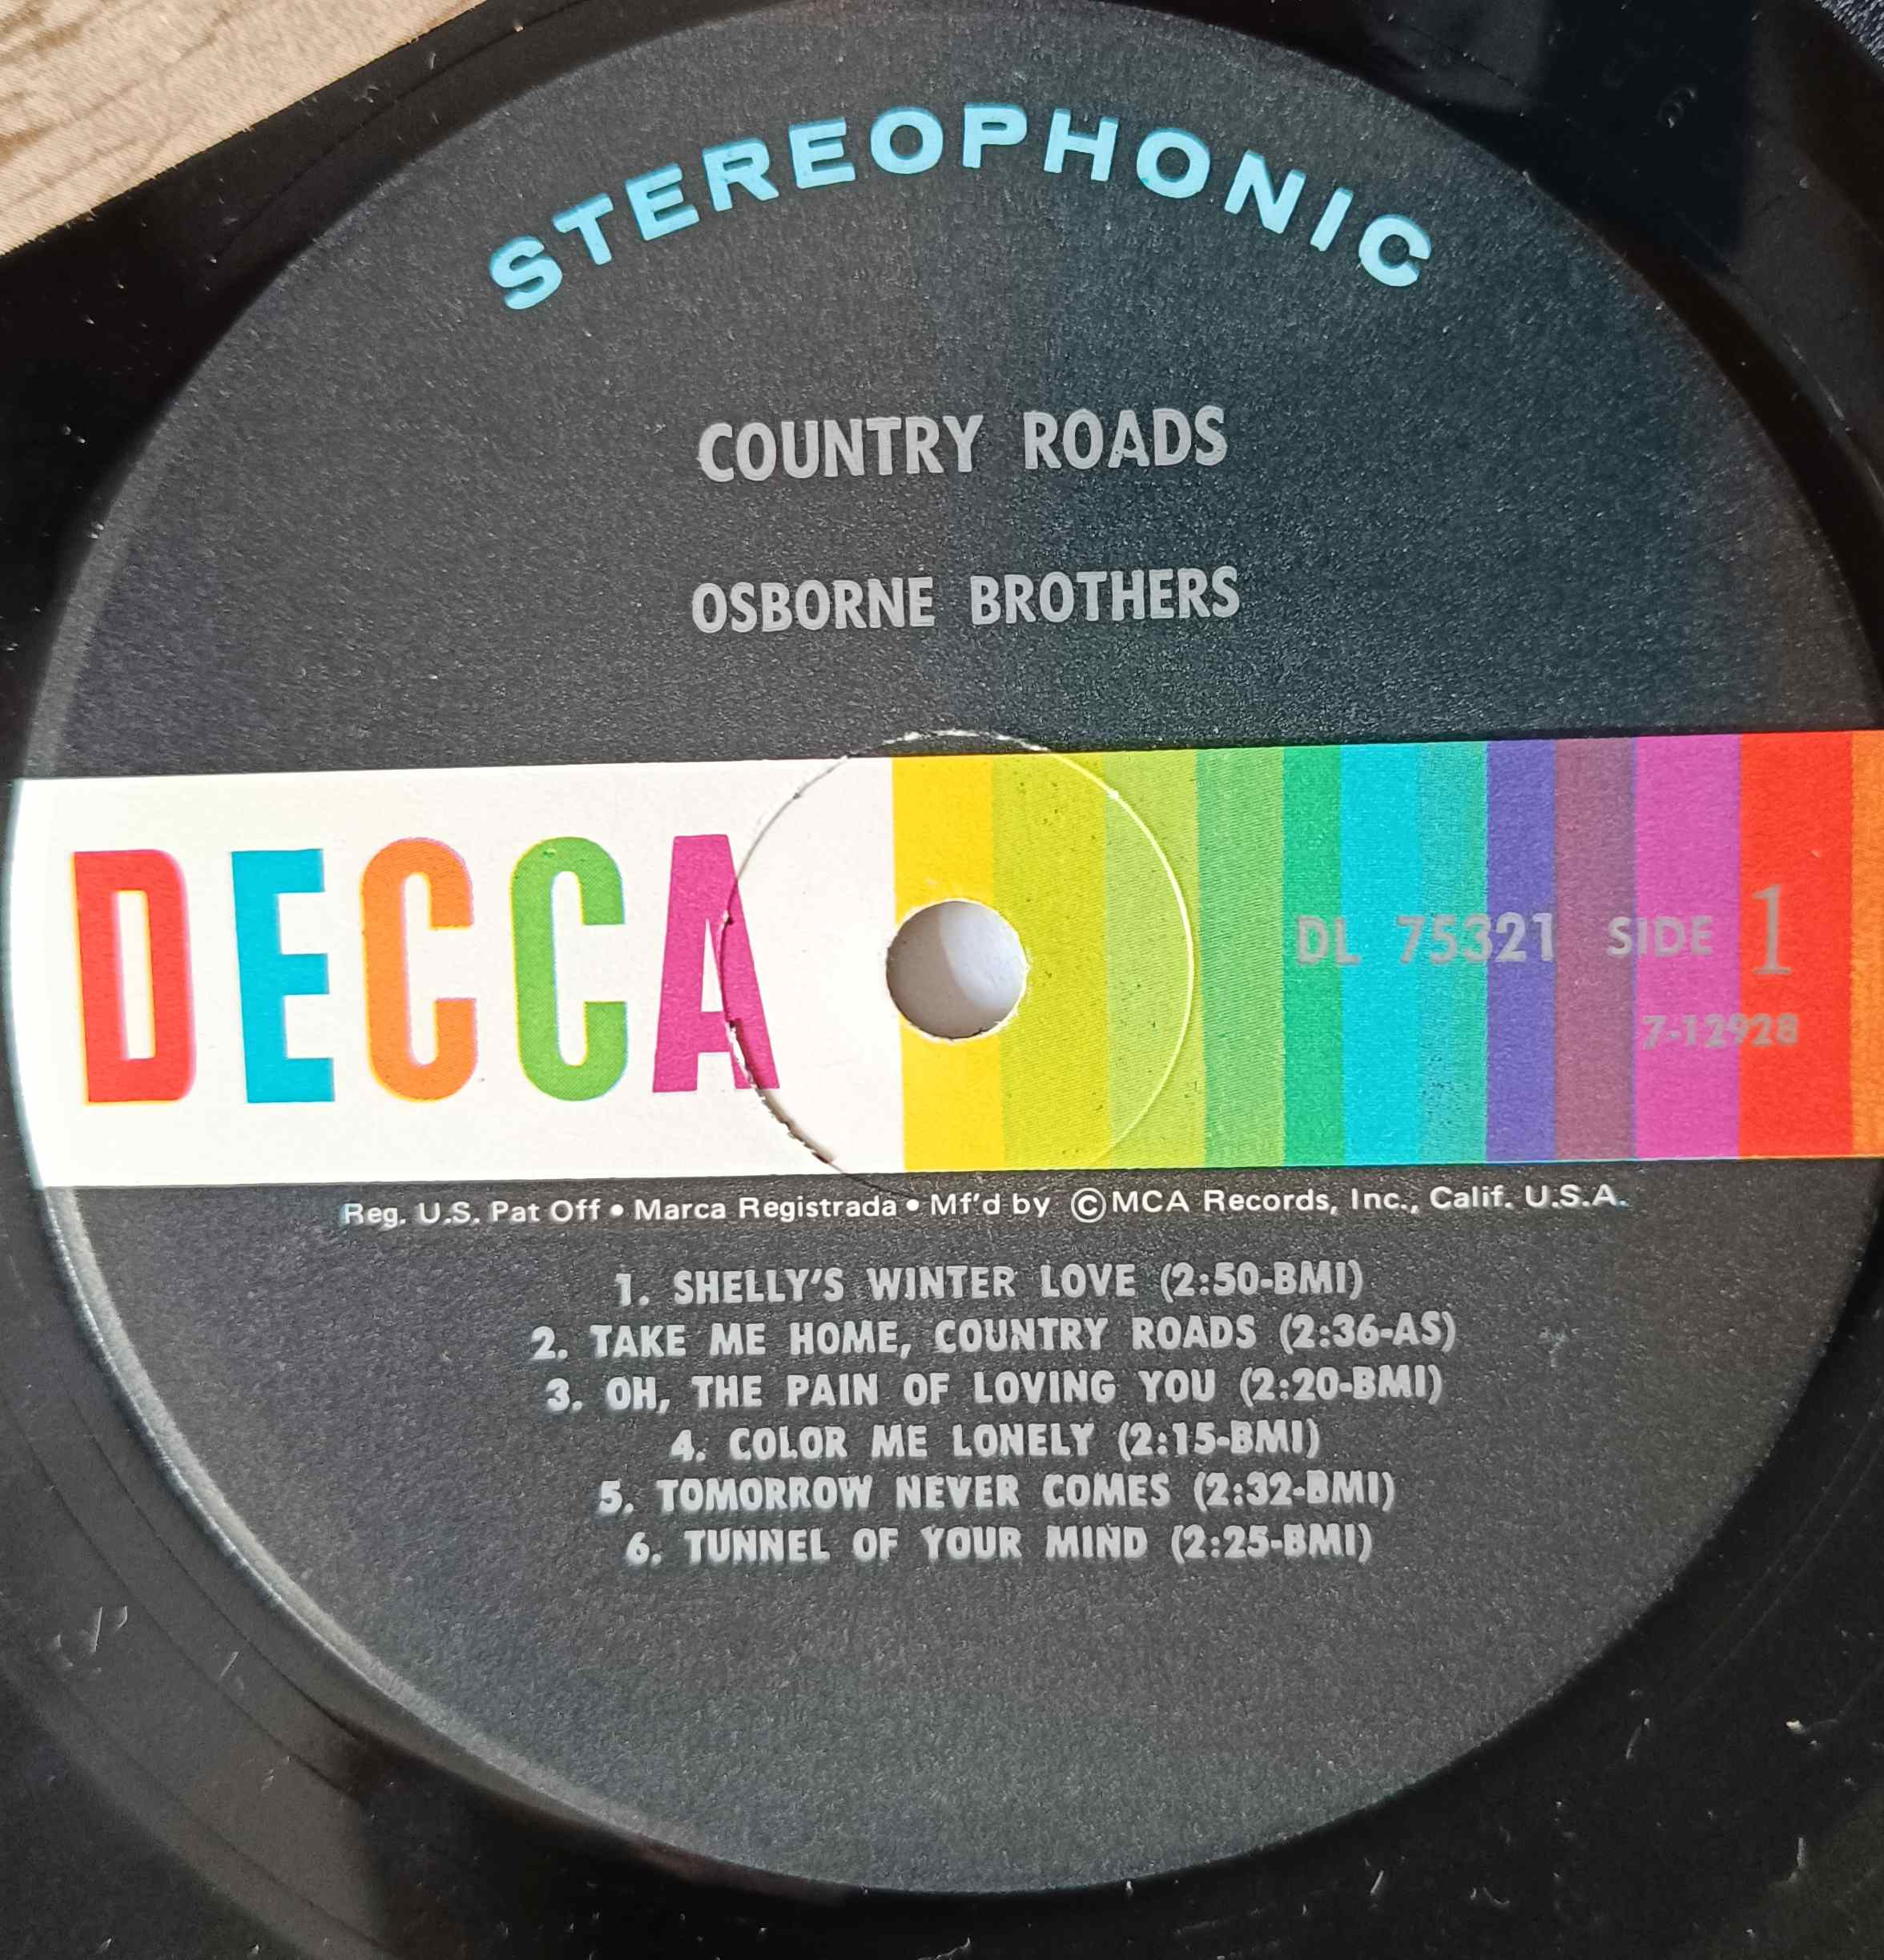 STEREOPHONIC
COUNTRY ROADS
OSBORNE BROTHERS
DECCA
DL 75321 SIDE 1
7-12928
Reg. U.S. Pat Off • Marca Registrada • Mf'd by ©MCA Records, Inc., Calif. U.S.A.
1. SHELLY'S WINTER LOVE (2:50-BMI)
2. TAKE ME HOME, COUNTRY ROADS (2:36-AS)
3. OH, THE PAIN OF LOVING YOU (2:20-BMI)
4. COLOR ME LONELY (2:15-BMI)
5. TOMORROW NEVER COMES (2:32-BMI)
6. TUNNEL OF YOUR MIND (2:25-BMI)